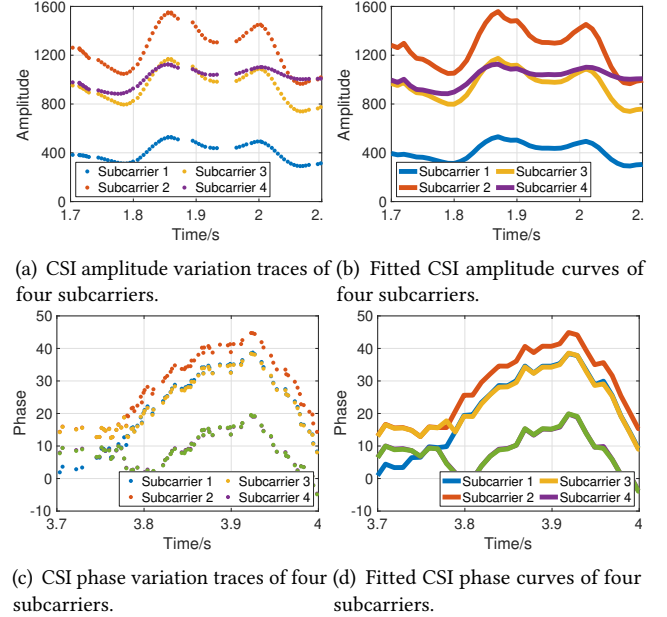 1600
1200
800
400
0
Amplitude
Subcarrier 1
Subcarrier 2
Subcarrier 3
Subcarrier 4
1.7 1.8 1.9 2 2.
Time/s
1600
1200
800
400
0
Amplitude
Subcarrier 1
Subcarrier 2
Subcarrier 3
Subcarrier 4
1.7 1.8 1.9 2 2.
Time/s
(a) CSI amplitude variation traces of
four subcarriers.
(b) Fitted CSI amplitude curves of
four subcarriers.
50
40
30
20
10
0
-10
Phase
Subcarrier 1
Subcarrier 2
Subcarrier 3
Subcarrier 4
3.7 3.8 3.9 4
Time/s
50
40
30
20
10
0
-10
Phase
Subcarrier 1
Subcarrier 2
Subcarrier 3
Subcarrier 4
3.7 3.8 3.9 4
Time/s
(c) CSI phase variation traces of four
subcarriers.
(d) Fitted CSI phase curves of four
subcarriers.